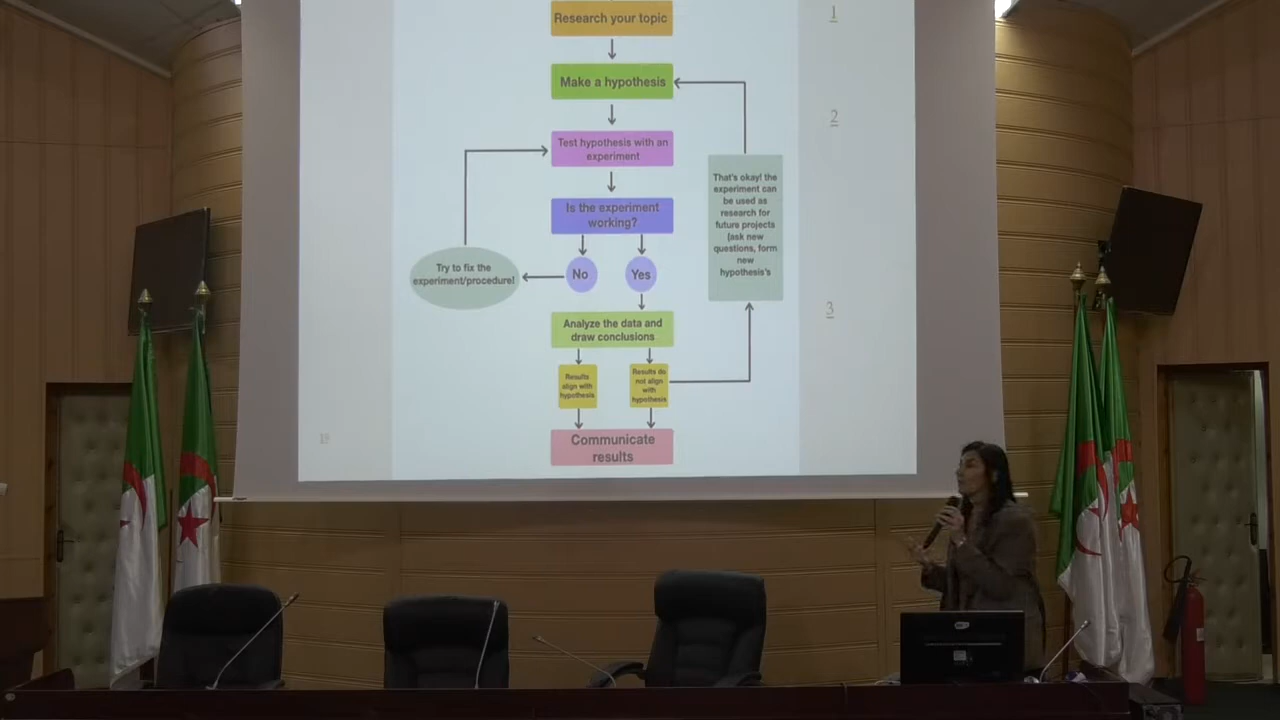 Research your topic
1
Make a hypothesis
2
Test hypothesis with an
experiment
That's okay! the
experiment can
be used as
research for
future projects
(ask new
questions, form
new
hypothesis's
Is the experiment
working?
Try to fix the
experiment/procedure!
No
Yes
3
Analyze the data and
draw conclusions
Results
align with
hypothesis
Results do
not align
with
hypothesis
Communicate
results